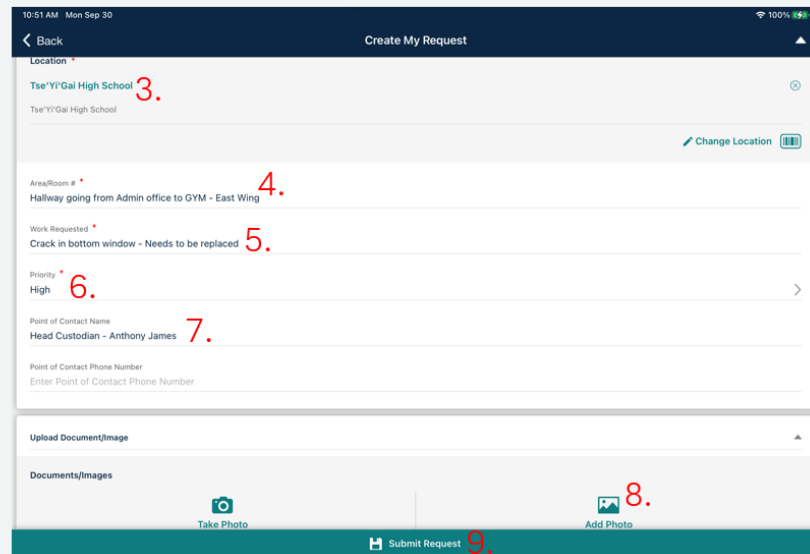 10:51 AM Mon Sep 30 100%
Back Create My Request
Location *
Tse'Yi'Gai High School 3.
Tse'Yi'Gai High School
Change Location
Area/Room # * 4.
Hallway going from Admin office to GYM - East Wing
Work Requested * 5.
Crack in bottom window - Needs to be replaced
Priority * 6.
High
Point of Contact Name 7.
Head Custodian - Anthony James
Point of Contact Phone Number
Enter Point of Contact Phone Number
Upload Document/Image
Documents/Images
8.
Take Photo Add Photo
Submit Request 9.